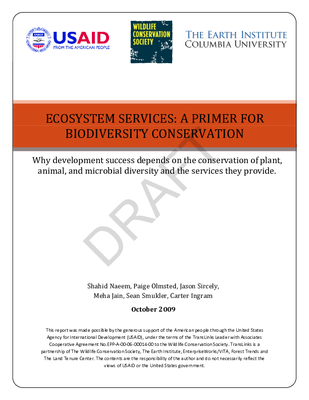 USAID
FROM THE AMERICAN PEOPLE
WILDLIFE
CONSERVATION
SOCIETY
THE EARTH INSTITUTE
COLUMBIA UNIVERSITY
ECOSYSTEM SERVICES: A PRIMER FOR
BIODIVERSITY CONSERVATION
Why development success depends on the conservation of plant,
animal, and microbial diversity and the services they provide.
DRAFT
Shahid Naeem, Paige Olmsted, Jason Sircely,
Meha Jain, Sean Smukler, Carter Ingram
October 2009
This report was made possible by the generous support of the American people through the United States
Agency for International Development (USAID), under the terms of the TransLinks Leader with Associates
Cooperative Agreement No.EPP-A-00-06-00014-00 to the Wildlife Conservation Society. TransLinks is a
partnership of The Wildlife Conservation Society, The Earth Institute, EnterpriseWorks/VITA, Forest Trends and
The Land Tenure Center. The contents are the responsibility of the author and do not necessarily reflect the
views of USAID or the United States government.